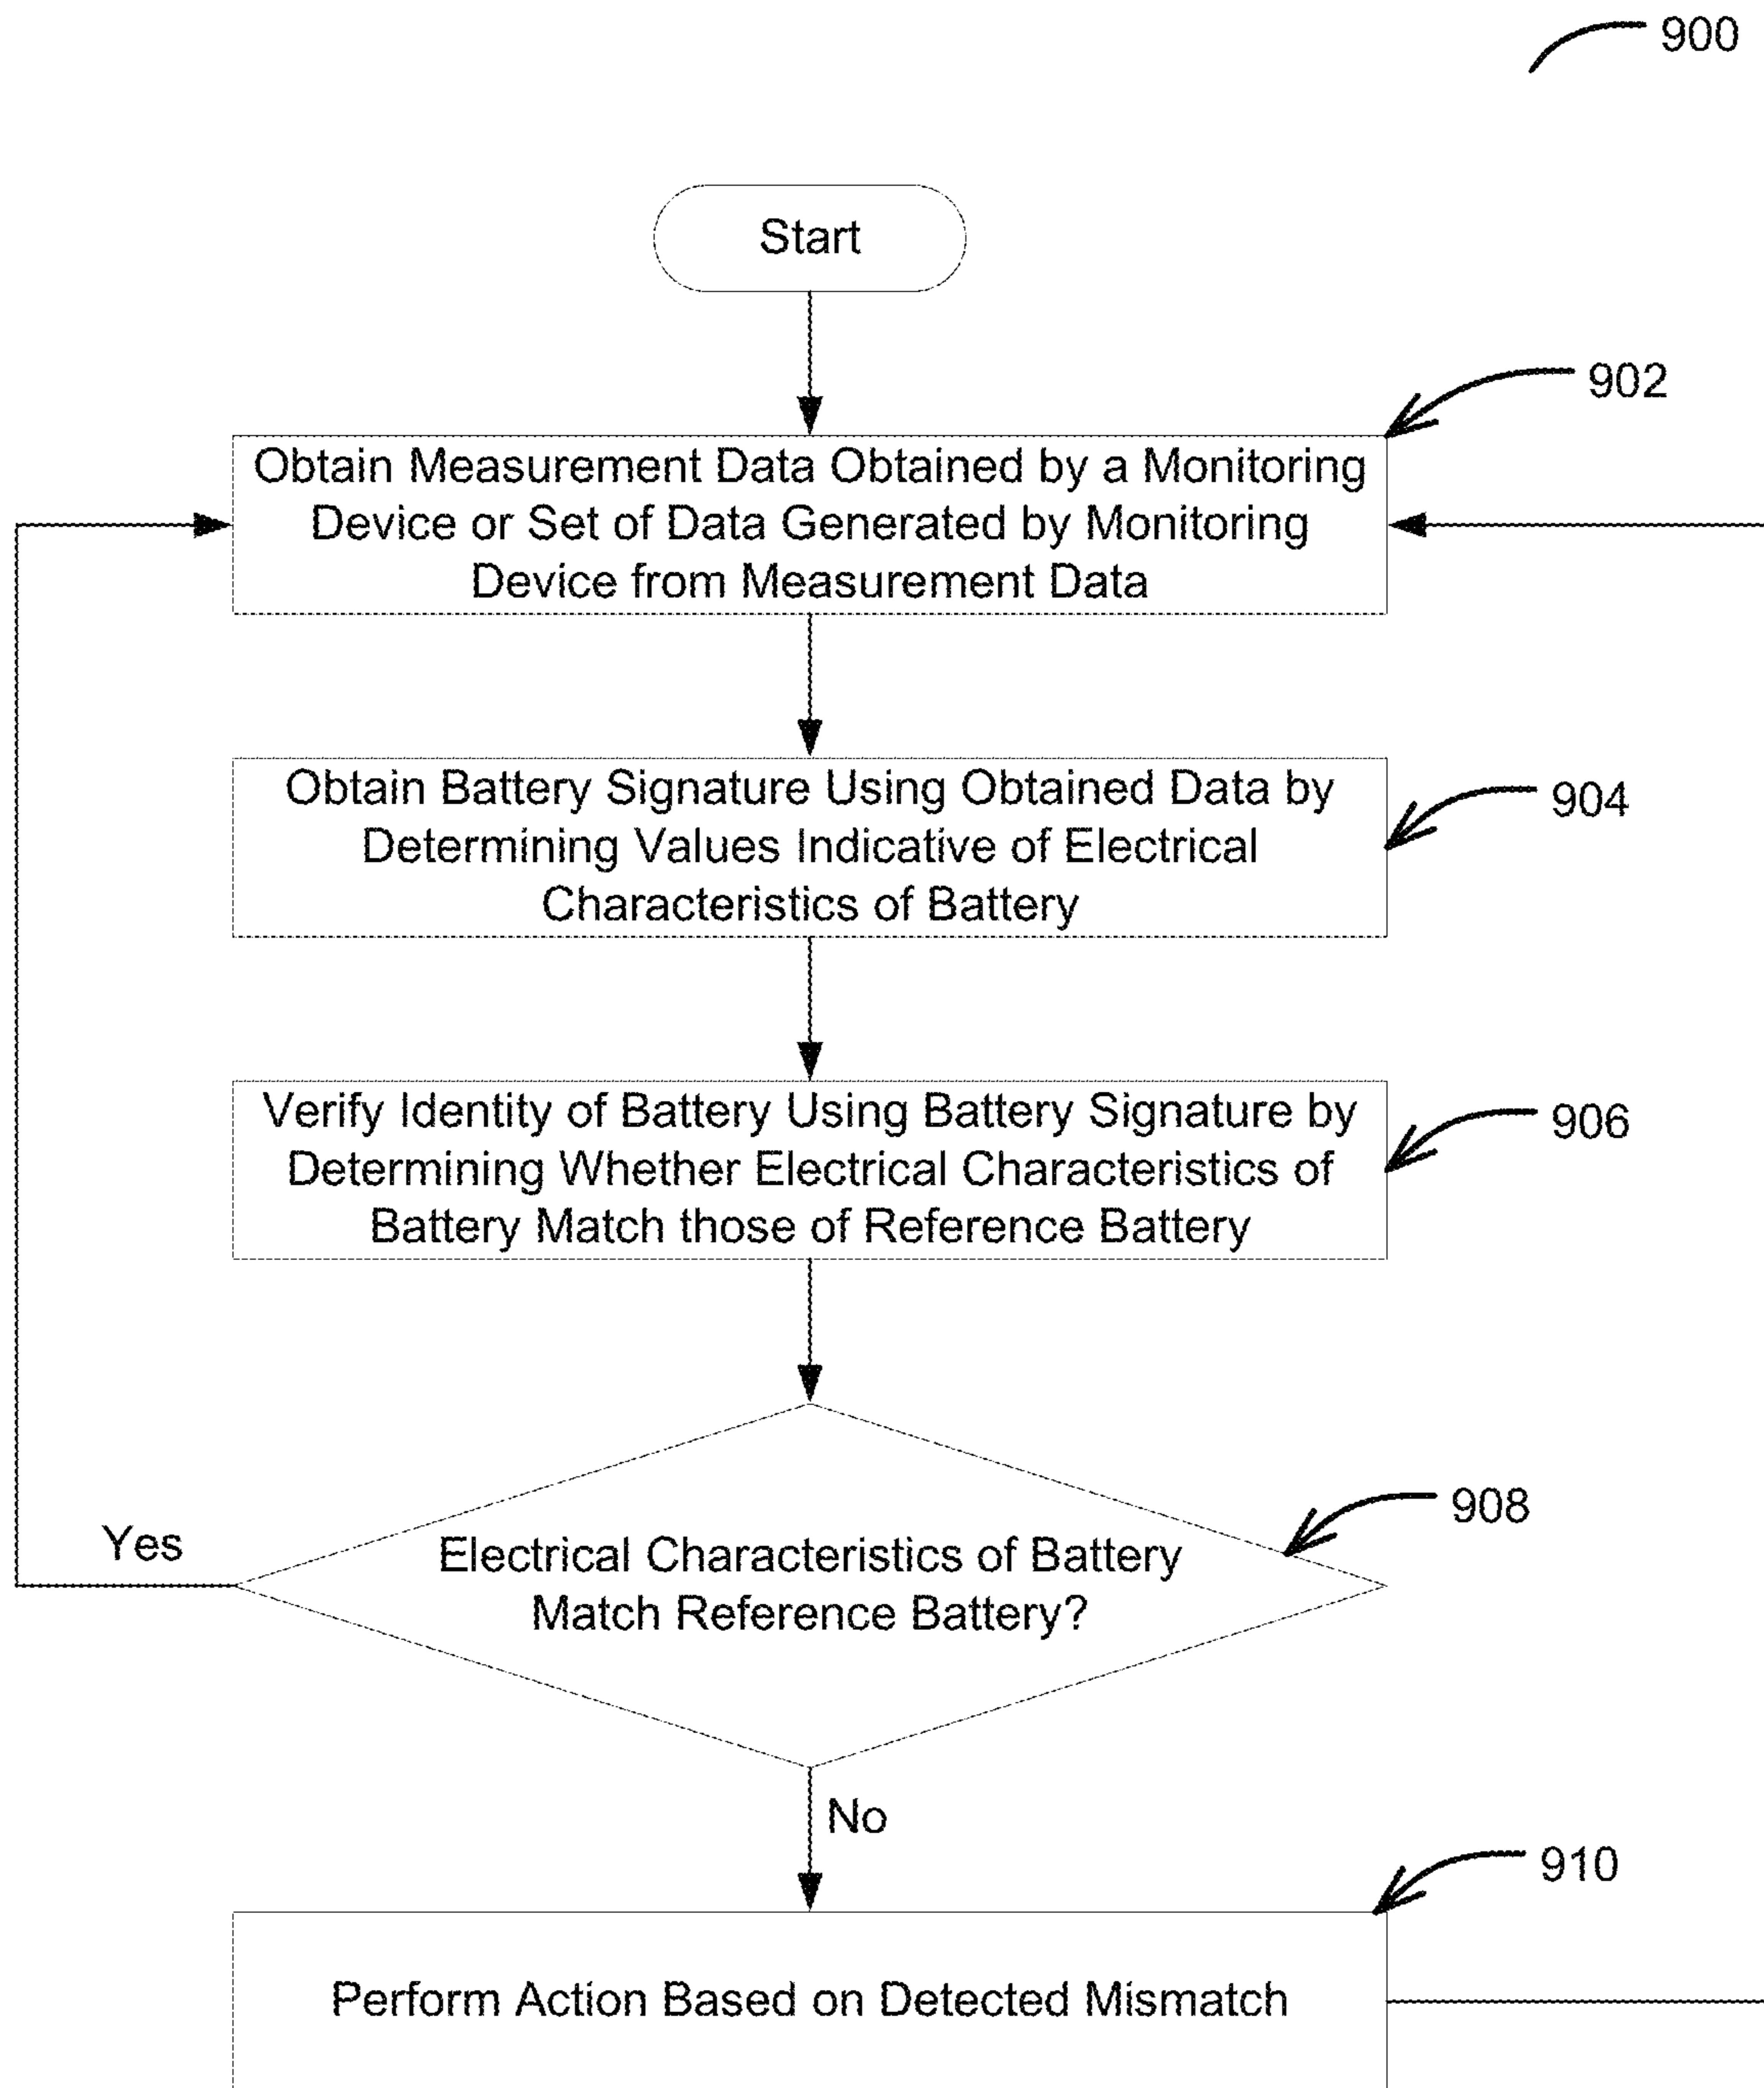 900
Start
902
Obtain Measurement Data Obtained by a Monitoring
Device or Set of Data Generated by Monitoring
Device from Measurement Data
Obtain Battery Signature Using Obtained Data by
Determining Values Indicative of Electrical
Characteristics of Battery
904
Verify Identity of Battery Using Battery Signature by
Determining Whether Electrical Characteristics of
Battery Match those of Reference Battery
906
908
Yes
Electrical Characteristics of Battery
Match Reference Battery?
No
910
Perform Action Based on Detected Mismatch